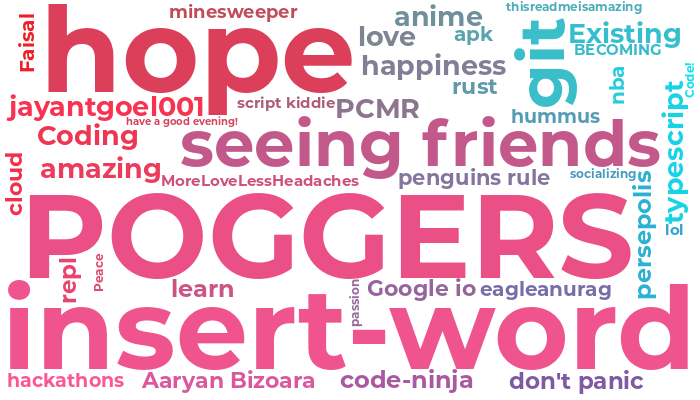 minesweeper
thisreadmeisamazing
hope
anime
Faisal
love
apk
git
Existing
BECOMING
happiness
rust
nba
Code!
jayantgoel001
script kiddie
PCMR
hummus
typescript
have a good evening!
Coding
seeing friends
amazing
cloud
MoreLoveLessHeadaches
penguins rule
socializing
persepolis
lol
POGGERS
repl
Peace
learn
passion
Google io
eagleanurag
insert-word
hackathons
Aaryan Bizoara
code-ninja
don't panic